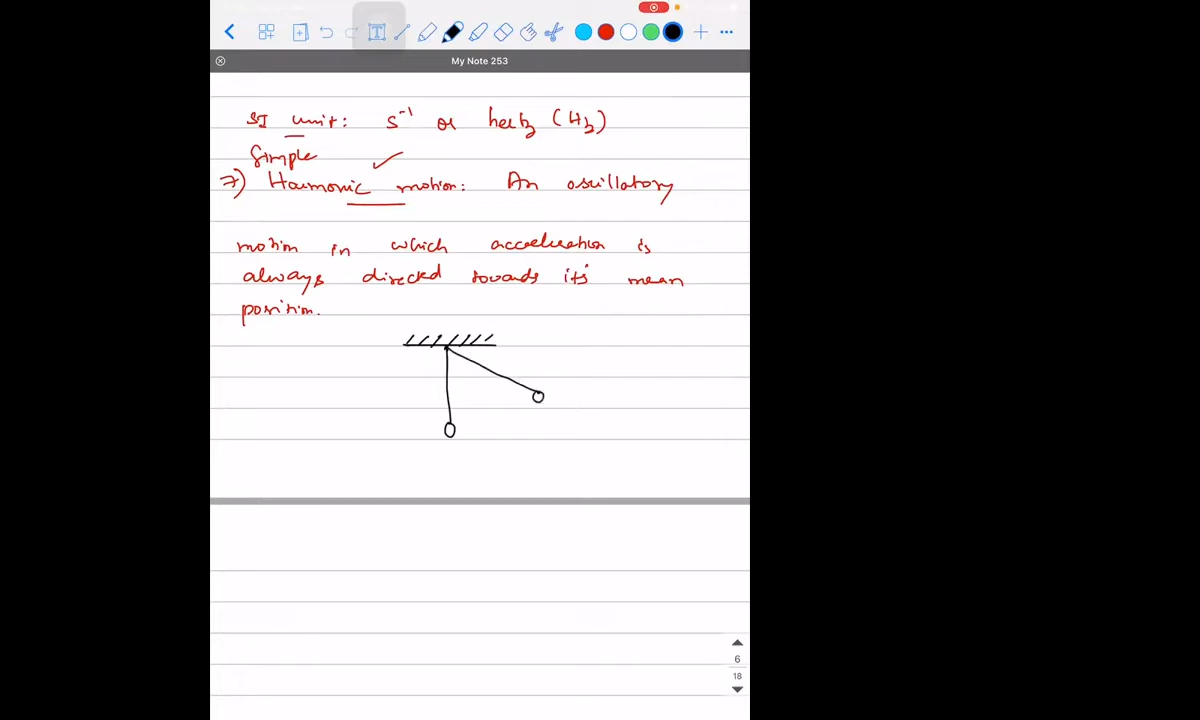 My Note 253
SI unit: s⁻¹ or hertz (Hz)
Simple
7) Harmonic motion: An oscillatory
motion in which acceleration is
always directed towards it's mean
position.
6
18